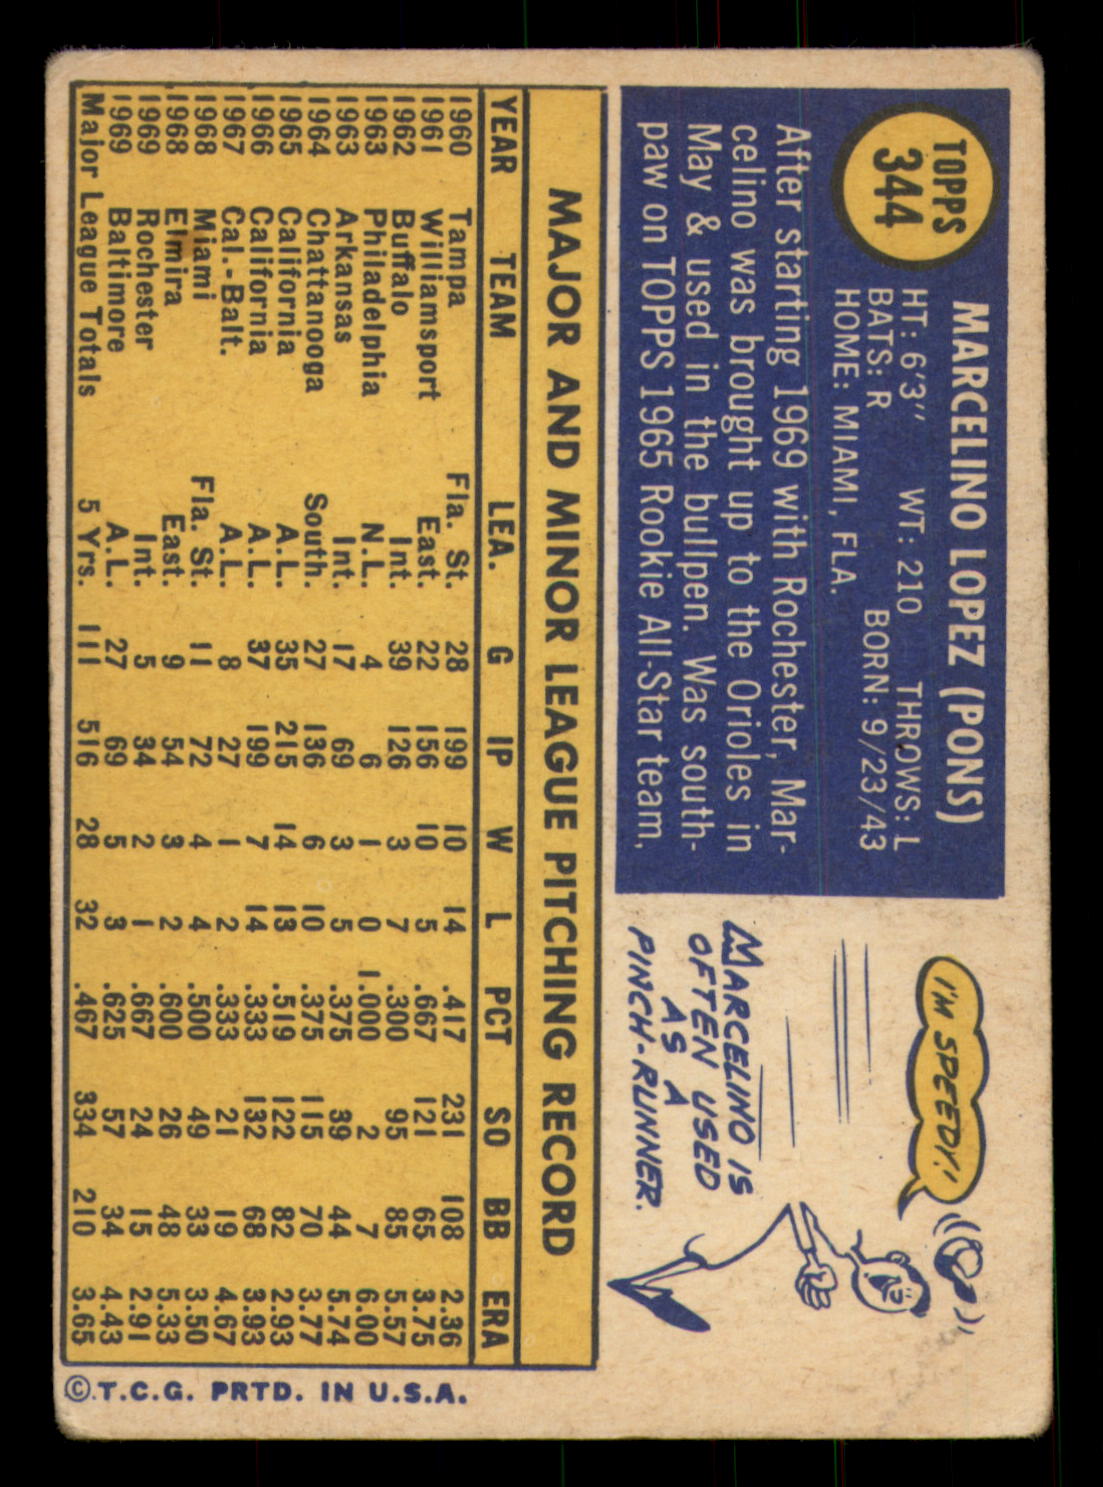 TOPPS
344
MARCELINO LOPEZ (PONS)
HT: 6'3" WT: 210 THROWS: L
BATS: R BORN: 9/23/43
HOME: MIAMI, FLA.
After starting 1969 with Rochester, Mar-
celino was brought up to the Orioles in
May & used in the bullpen. Was south-
paw on TOPPS 1965 Rookie All-Star team.
I'M SPEEDY!
MARCELINO IS
OFTEN USED
AS A
PINCH-RUNNER.
MAJOR AND MINOR LEAGUE PITCHING RECORD
YEAR TEAM LEA. G IP W L PCT SO BB ERA
1960 Tampa Fla. St. 28 199 10 14 .417 231 108 2.36
1961 Williamsport East. 22 156 10 5 .667 121 65 3.75
1962 Buffalo Int. 39 126 3 7 .300 95 85 5.57
1963 Philadelphia N.L. 4 6 1 0 1.000 2 7 6.00
1963 Arkansas Int. 17 69 3 5 .375 39 44 5.74
1964 Chattanooga South. 27 136 6 10 .375 115 70 3.77
1965 California A.L. 35 215 14 13 .519 122 82 2.93
1966 California A.L. 37 199 7 14 .333 132 68 3.93
1967 Cal.-Balt. A.L. 8 27 1 2 .333 21 19 4.67
1968 Miami Fla. St. 11 72 4 4 .500 49 33 3.50
1968 Elmira East. 9 54 3 2 .600 26 48 5.33
1969 Rochester Int. 5 34 2 1 .667 24 15 2.91
1969 Baltimore A.L. 27 69 5 3 .625 57 34 4.43
Major League Totals 5 Yrs. 111 516 28 32 .467 334 210 3.65
©T.C.G. PRTD. IN U.S.A.